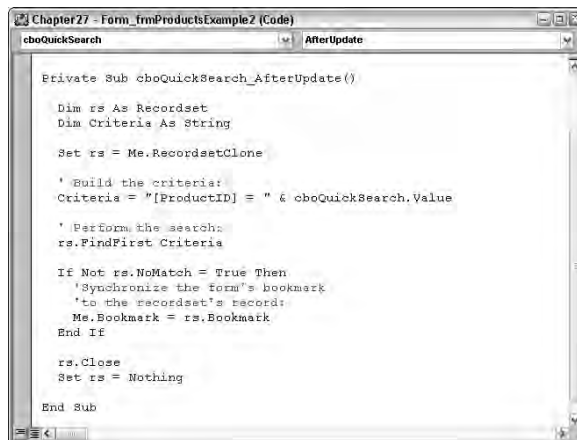 Chapter27 - Form_frmProductsExample2 (Code)
cboQuickSearch AfterUpdate
Private Sub cboQuickSearch_AfterUpdate()
Dim rs As Recordset
Dim Criteria As String
Set rs = Me.RecordsetClone
' Build the criteria:
Criteria = "[ProductID] = " & cboQuickSearch.Value
' Perform the search:
rs.FindFirst Criteria
If Not rs.NoMatch = True Then
'Synchronize the form's bookmark
'to the recordset's record:
Me.Bookmark = rs.Bookmark
End If
rs.Close
Set rs = Nothing
End Sub